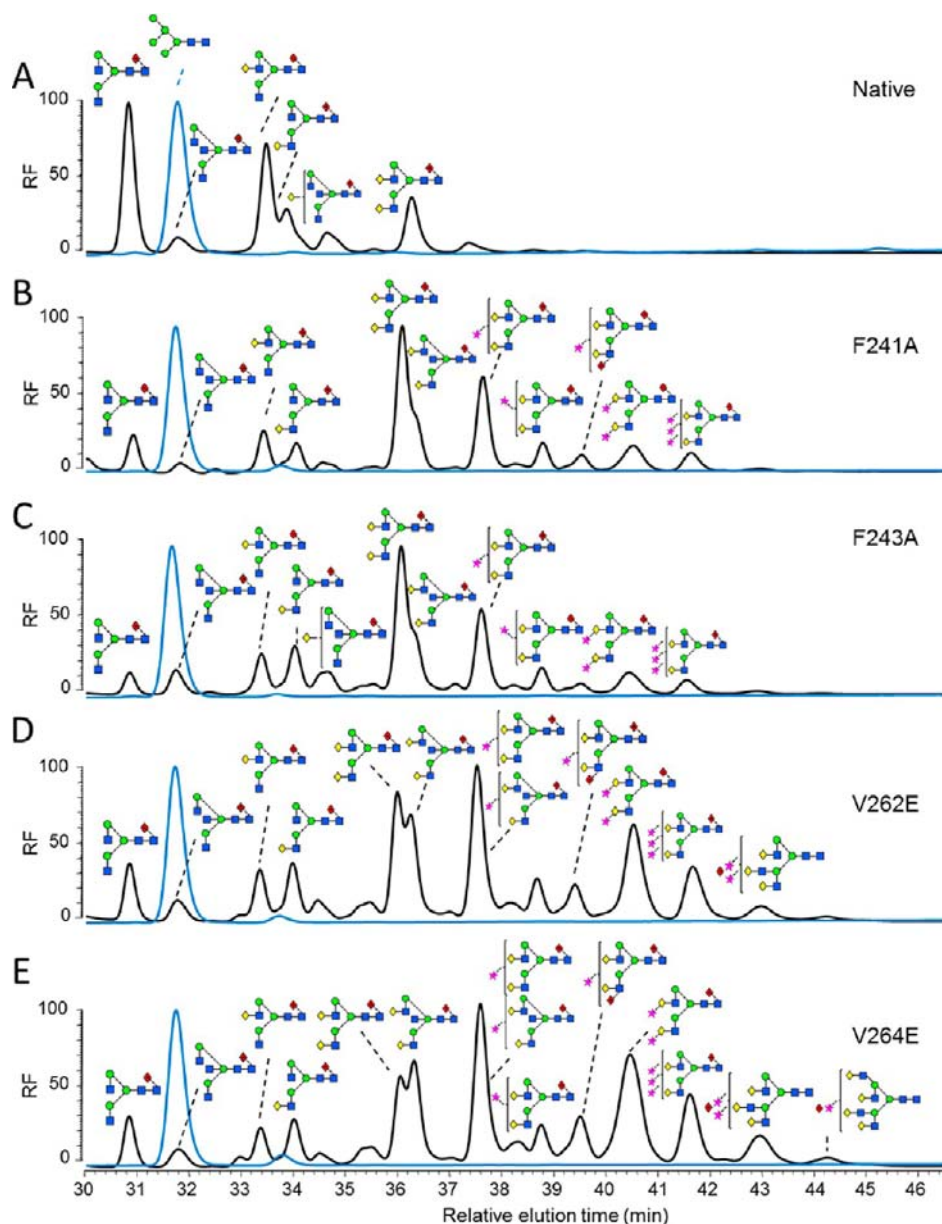 A
Native
100
50
0
RF
B
F241A
100
50
0
RF
C
F243A
100
50
0
RF
D
V262E
100
50
0
RF
E
V264E
100
50
0
RF
30 31 32 33 34 35 36 37 38 39 40 41 42 43 44 45 46
Relative elution time (min)